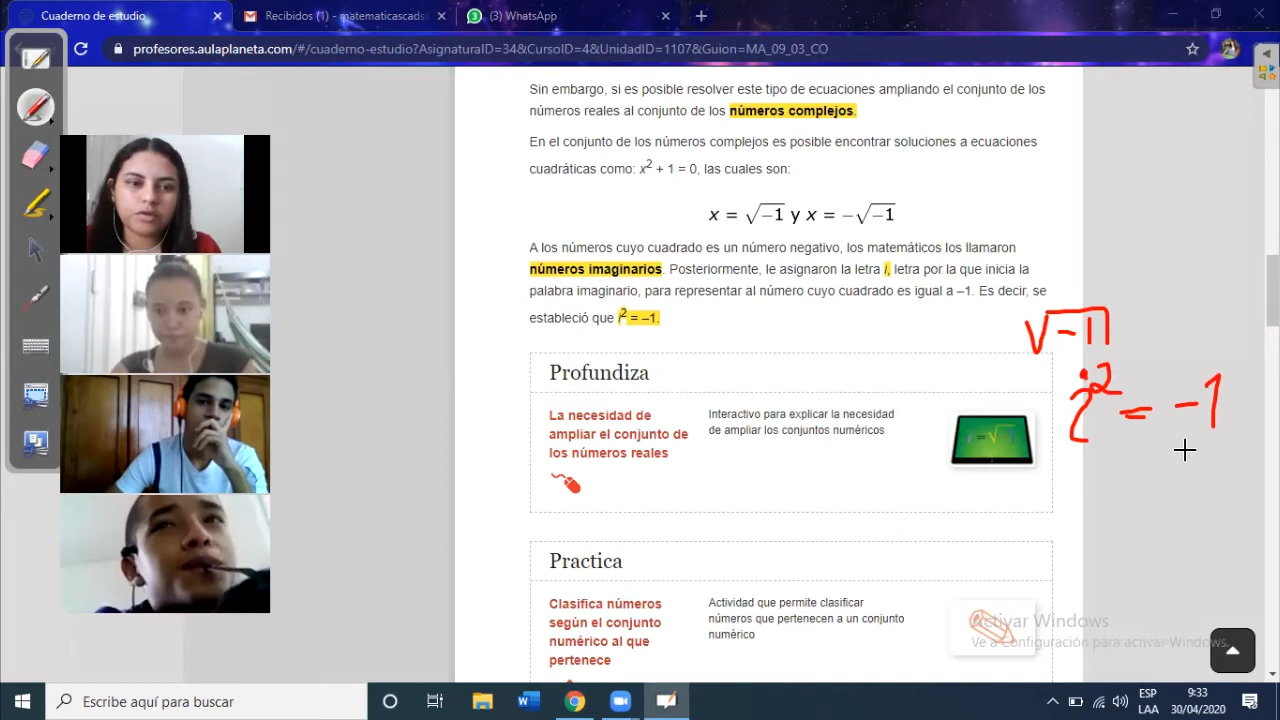 Cuaderno de estudio
Recibidos (1) - matematicascads
(3) WhatsApp
profesores.aulaplaneta.com/#/cuaderno-estudio?AsignaturaID=34&CursoID=4&UnidadID=1107&Guion=MA_09_03_CO
Sin embargo, si es posible resolver este tipo de ecuaciones ampliando el conjunto de los
números reales al conjunto de los números complejos.
En el conjunto de los números complejos es posible encontrar soluciones a ecuaciones
cuadráticas como: x² + 1 = 0, las cuales son:
x = √−1 y x = −√−1
A los números cuyo cuadrado es un número negativo, los matemáticos los llamaron
números imaginarios. Posteriormente, le asignaron la letra i, letra por la que inicia la
palabra imaginario, para representar al número cuyo cuadrado es igual a –1. Es decir, se
estableció que i² = –1.
√-1
i² = -1
Profundiza
La necesidad de
ampliar el conjunto de
los números reales
Interactivo para explicar la necesidad
de ampliar los conjuntos numéricos
Practica
Clasifica números
según el conjunto
numérico al que
pertenece
Actividad que permite clasificar
números que pertenecen a un conjunto
numérico
Activar Windows
Ve a Configuración para activar Windows.
Escribe aquí para buscar
ESP
LAA
9:33
30/04/2020